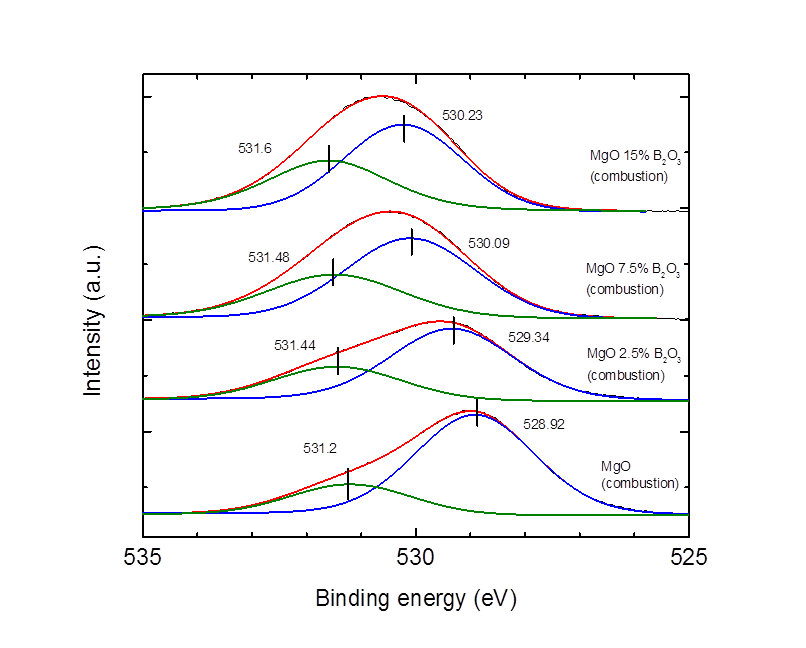 530.23
531.6
MgO 15% B₂O₃
(combustion)
531.48
530.09
MgO 7.5% B₂O₃
(combustion)
531.44
529.34
MgO 2.5% B₂O₃
(combustion)
531.2
528.92
MgO
(combustion)
Intensity (a.u.)
535
530
525
Binding energy (eV)